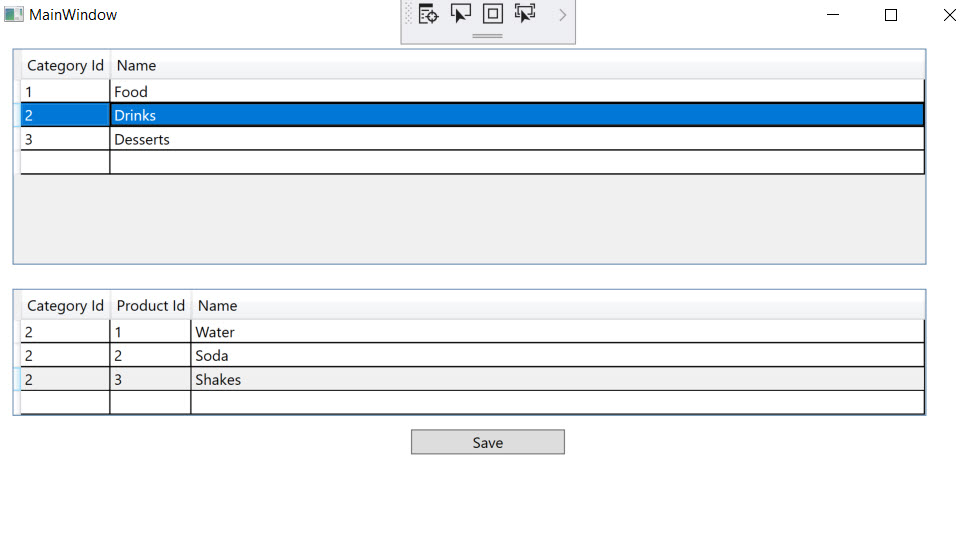 MainWindow
Category Id Name
1 Food
2 Drinks
3 Desserts
Category Id Product Id Name
2 1 Water
2 2 Soda
2 3 Shakes
Save